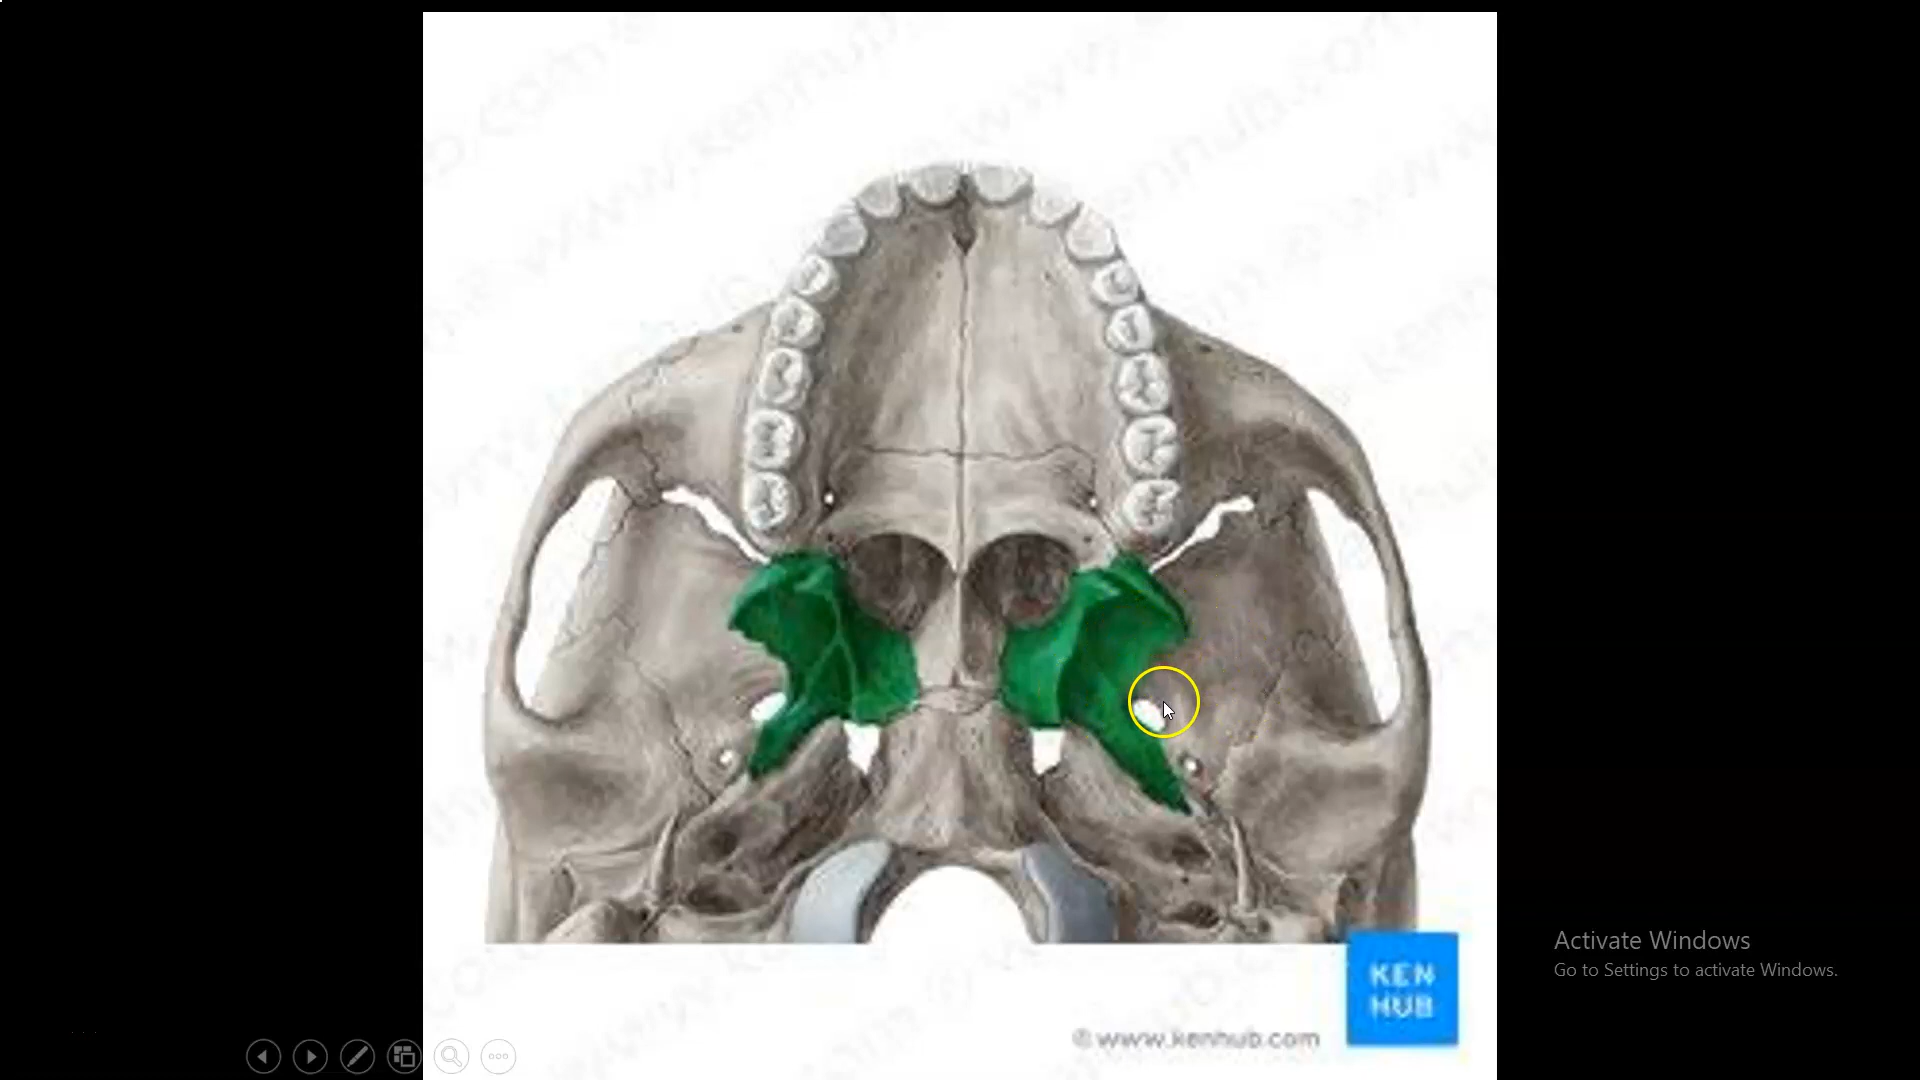 Activate Windows
Go to Settings to activate Windows.
KEN
HUB
© www.kenhub.com